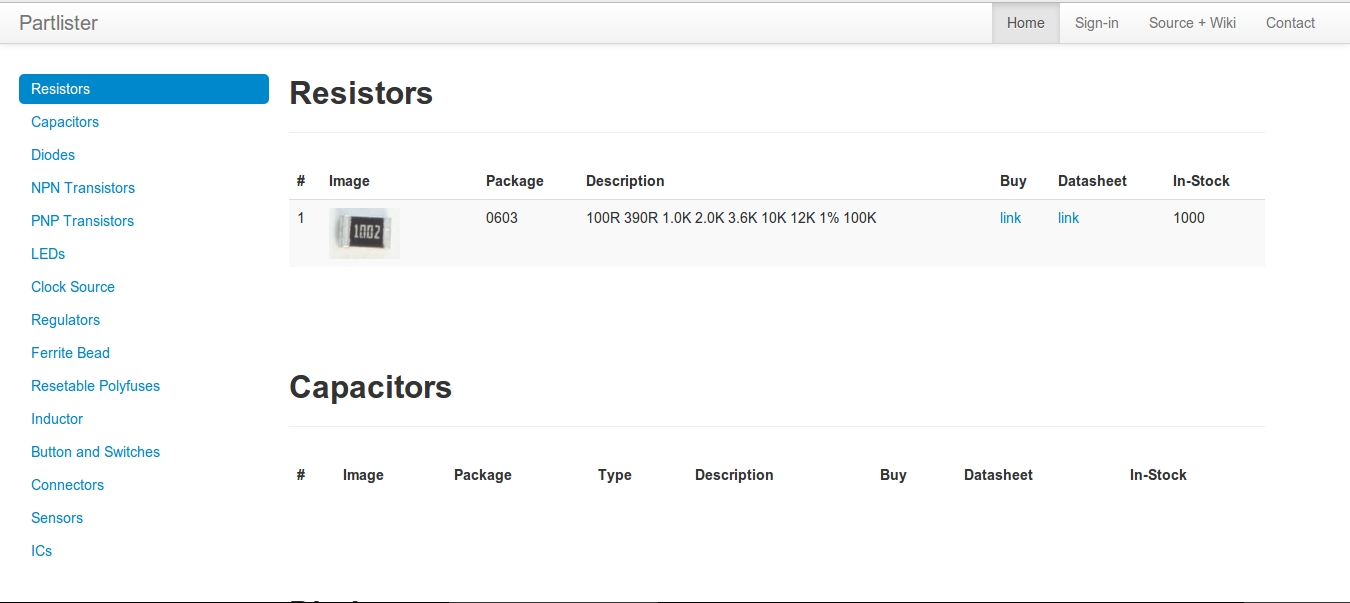 Partlister
Home Sign-in Source + Wiki Contact
Resistors
Capacitors
Diodes
NPN Transistors
PNP Transistors
LEDs
Clock Source
Regulators
Ferrite Bead
Resetable Polyfuses
Inductor
Button and Switches
Connectors
Sensors
ICs
Resistors
# Image Package Description Buy Datasheet In-Stock
1 1002 0603 100R 390R 1.0K 2.0K 3.6K 10K 12K 1% 100K link link 1000
Capacitors
# Image Package Type Description Buy Datasheet In-Stock